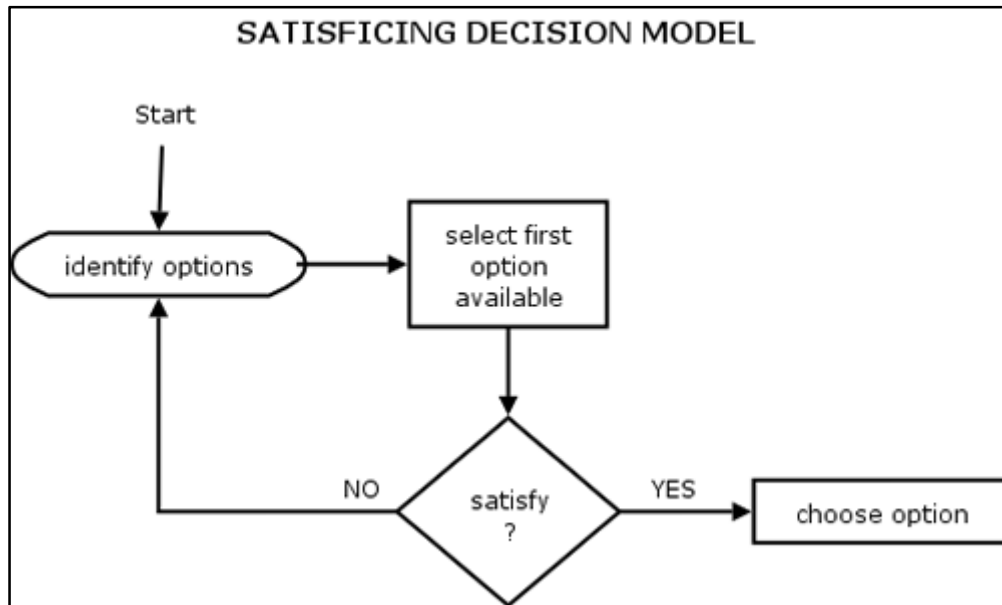 SATISFICING DECISION MODEL
Start
identify options
select first
option
available
NO
satisfy
?
YES
choose option